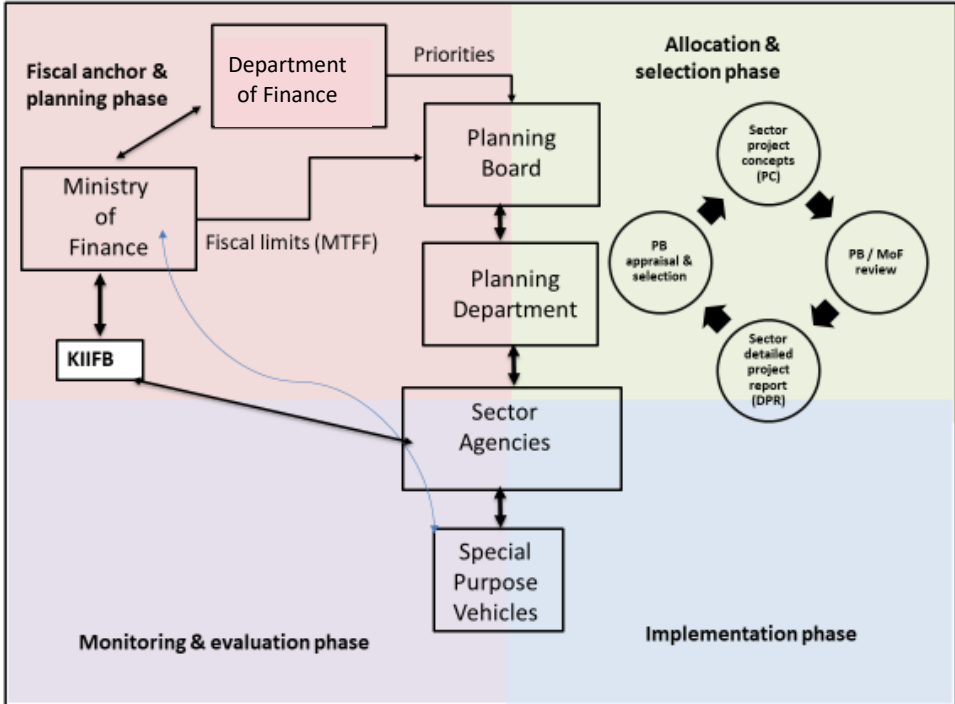 Fiscal anchor &
planning phase
Department
of Finance
Priorities
Allocation &
selection phase
Planning
Board
Ministry
of
Finance
Fiscal limits (MTFF)
Planning
Department
KIIFB
Sector
Agencies
Special
Purpose
Vehicles
Sector
project
concepts
(PC)
PB / MoF
review
Sector
detailed
project
report
(DPR)
PB
appraisal &
selection
Monitoring & evaluation phase
Implementation phase